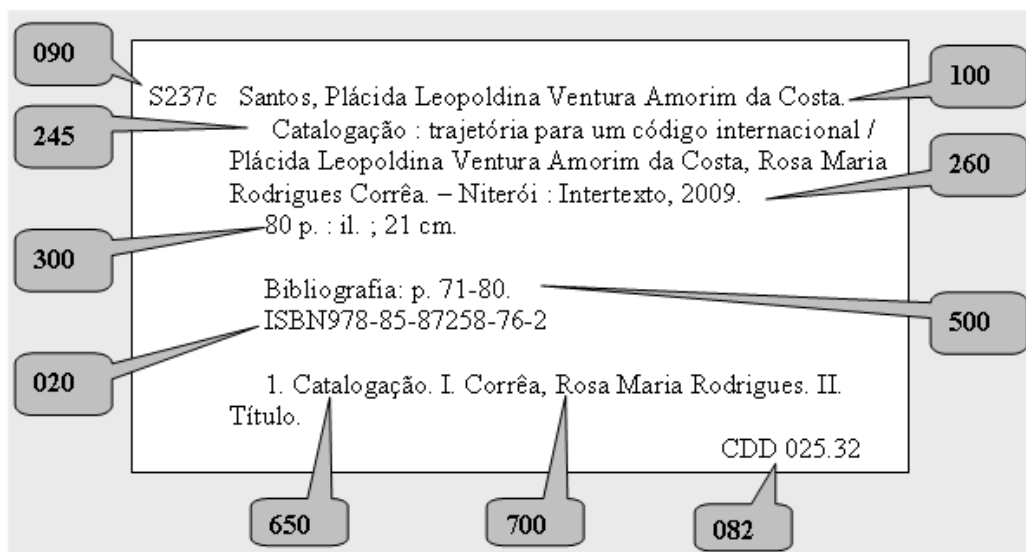 090
100
S237c Santos, Plácida Leopoldina Ventura Amorim da Costa.
245
Catalogação : trajetória para um código internacional /
Plácida Leopoldina Ventura Amorim da Costa, Rosa Maria
260
Rodrigues Corrêa. – Niterói : Intertexto, 2009.
300
80 p. : il. ; 21 cm.
Bibliografia: p. 71-80.
500
ISBN978-85-87258-76-2
020
1. Catalogação. I. Corrêa, Rosa Maria Rodrigues. II.
Título.
CDD 025.32
650
700
082